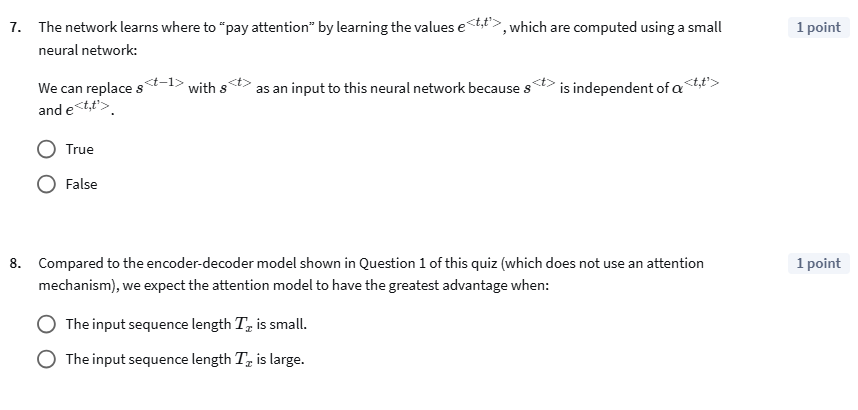 7. The network learns where to “pay attention” by learning the values e^<t,t’>, which are computed using a small 1 point
neural network:
We can replace s^<t−1> with s^<t> as an input to this neural network because s^<t> is independent of α^<t,t’>
and e^<t,t’>.
True
False
8. Compared to the encoder-decoder model shown in Question 1 of this quiz (which does not use an attention 1 point
mechanism), we expect the attention model to have the greatest advantage when:
The input sequence length T_x is small.
The input sequence length T_x is large.